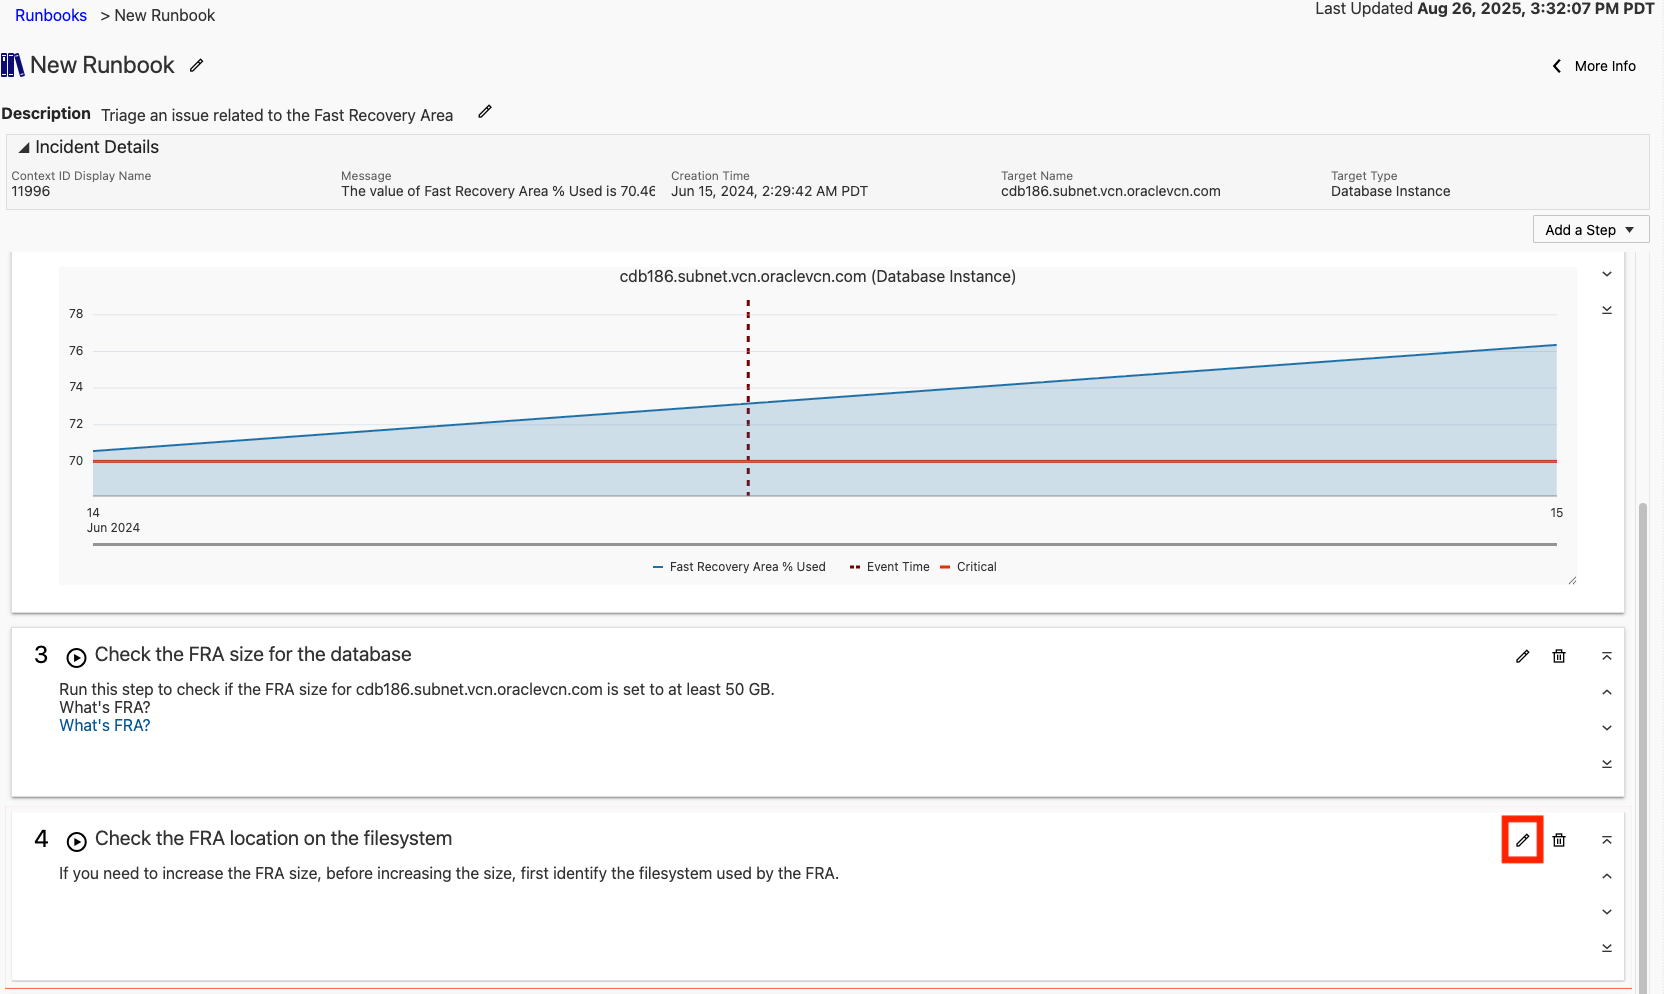 Runbooks > New Runbook
Last Updated Aug 26, 2025, 3:32:07 PM PDT
New Runbook
More Info
Description Triage an issue related to the Fast Recovery Area
Incident Details
Context ID Display Name
11996
Message
The value of Fast Recovery Area % Used is 70.46
Creation Time
Jun 15, 2024, 2:29:42 AM PDT
Target Name
cdb186.subnet.vcn.oraclevcn.com
Target Type
Database Instance
Add a Step
cdb186.subnet.vcn.oraclevcn.com (Database Instance)
78
76
74
72
70
14
Jun 2024
15
Fast Recovery Area % Used
Event Time
Critical
3 Check the FRA size for the database
Run this step to check if the FRA size for cdb186.subnet.vcn.oraclevcn.com is set to at least 50 GB.
What's FRA?
What's FRA?
4 Check the FRA location on the filesystem
If you need to increase the FRA size, before increasing the size, first identify the filesystem used by the FRA.